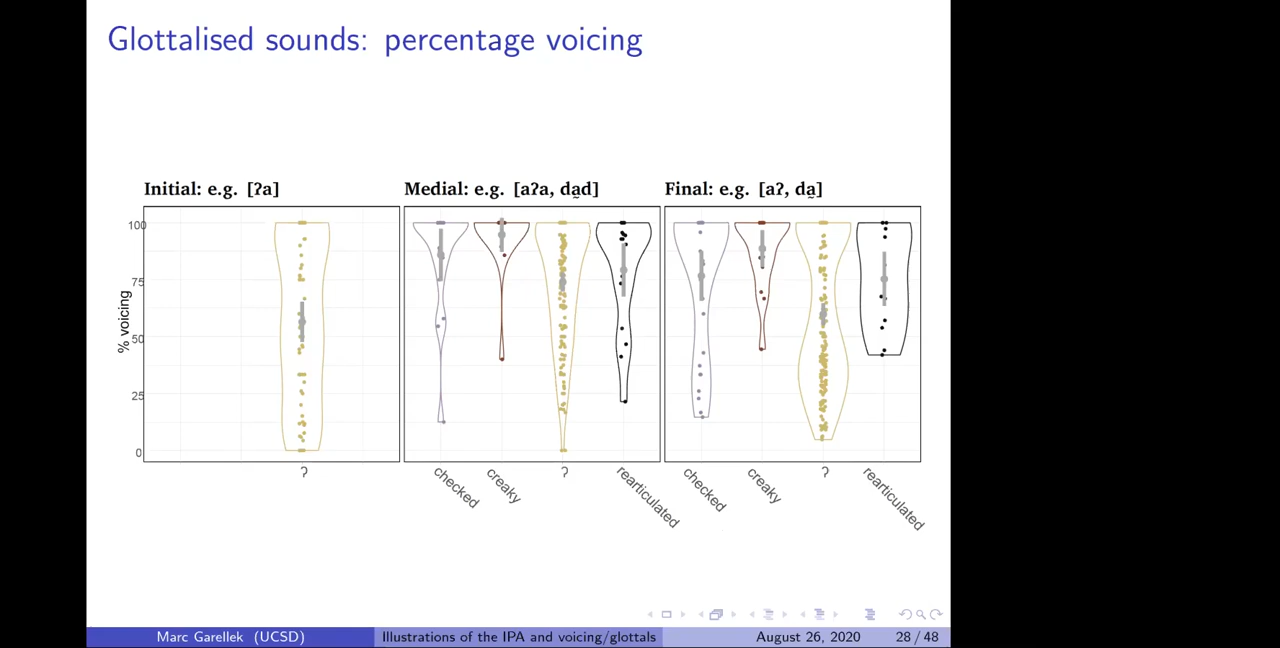 Glottalised sounds: percentage voicing
Initial: e.g. [ʔa]
Medial: e.g. [aʔa, da̰d]
Final: e.g. [aʔ, da̰]
% voicing
100
75
50
25
0
ʔ
checked
creaky
ʔ
rearticulated
checked
creaky
ʔ
rearticulated
Marc Garellek (UCSD)
Illustrations of the IPA and voicing/glottals
August 26, 2020
28 / 48